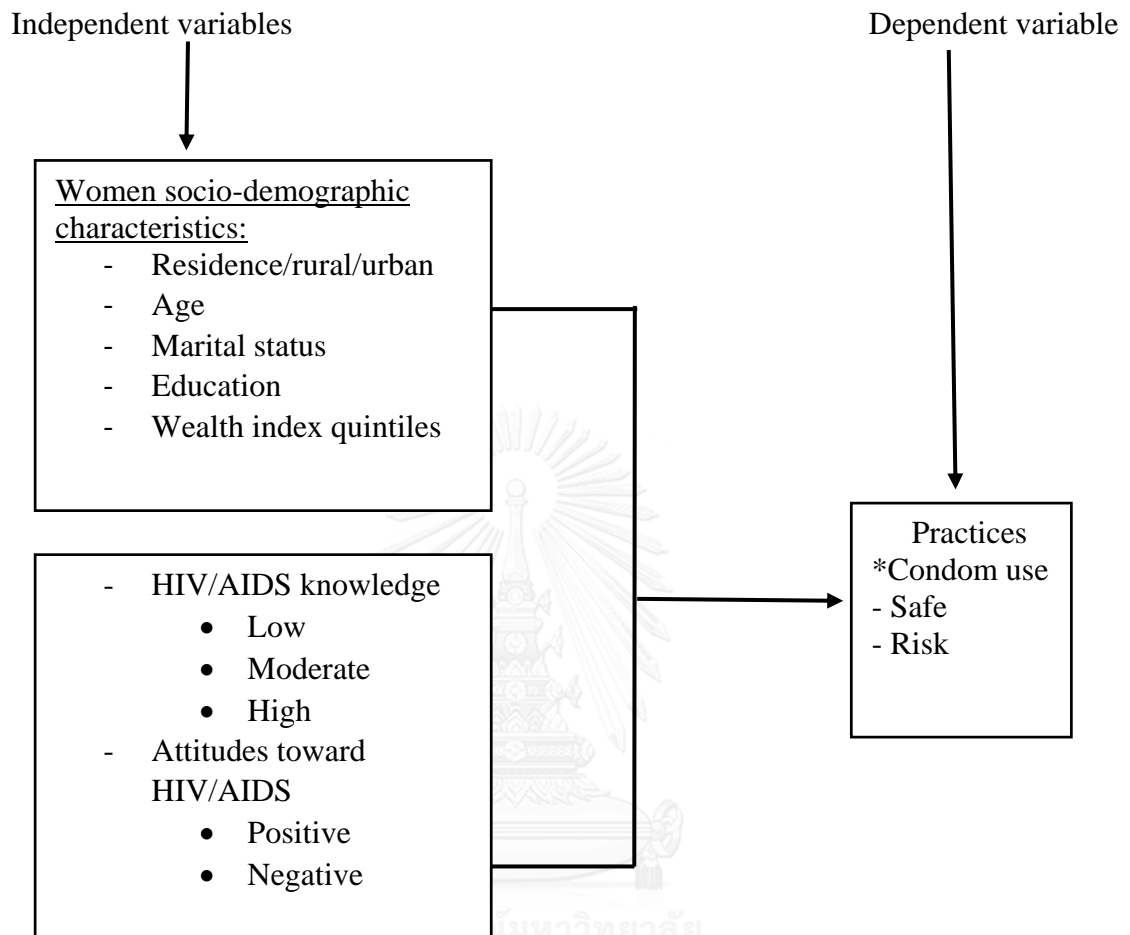 Independent variables
Dependent variable
Women socio-demographic
characteristics:
- Residence/rural/urban
- Age
- Marital status
- Education
- Wealth index quintiles
- HIV/AIDS knowledge
• Low
• Moderate
• High
- Attitudes toward
HIV/AIDS
• Positive
• Negative
Practices
*Condom use
- Safe
- Risk